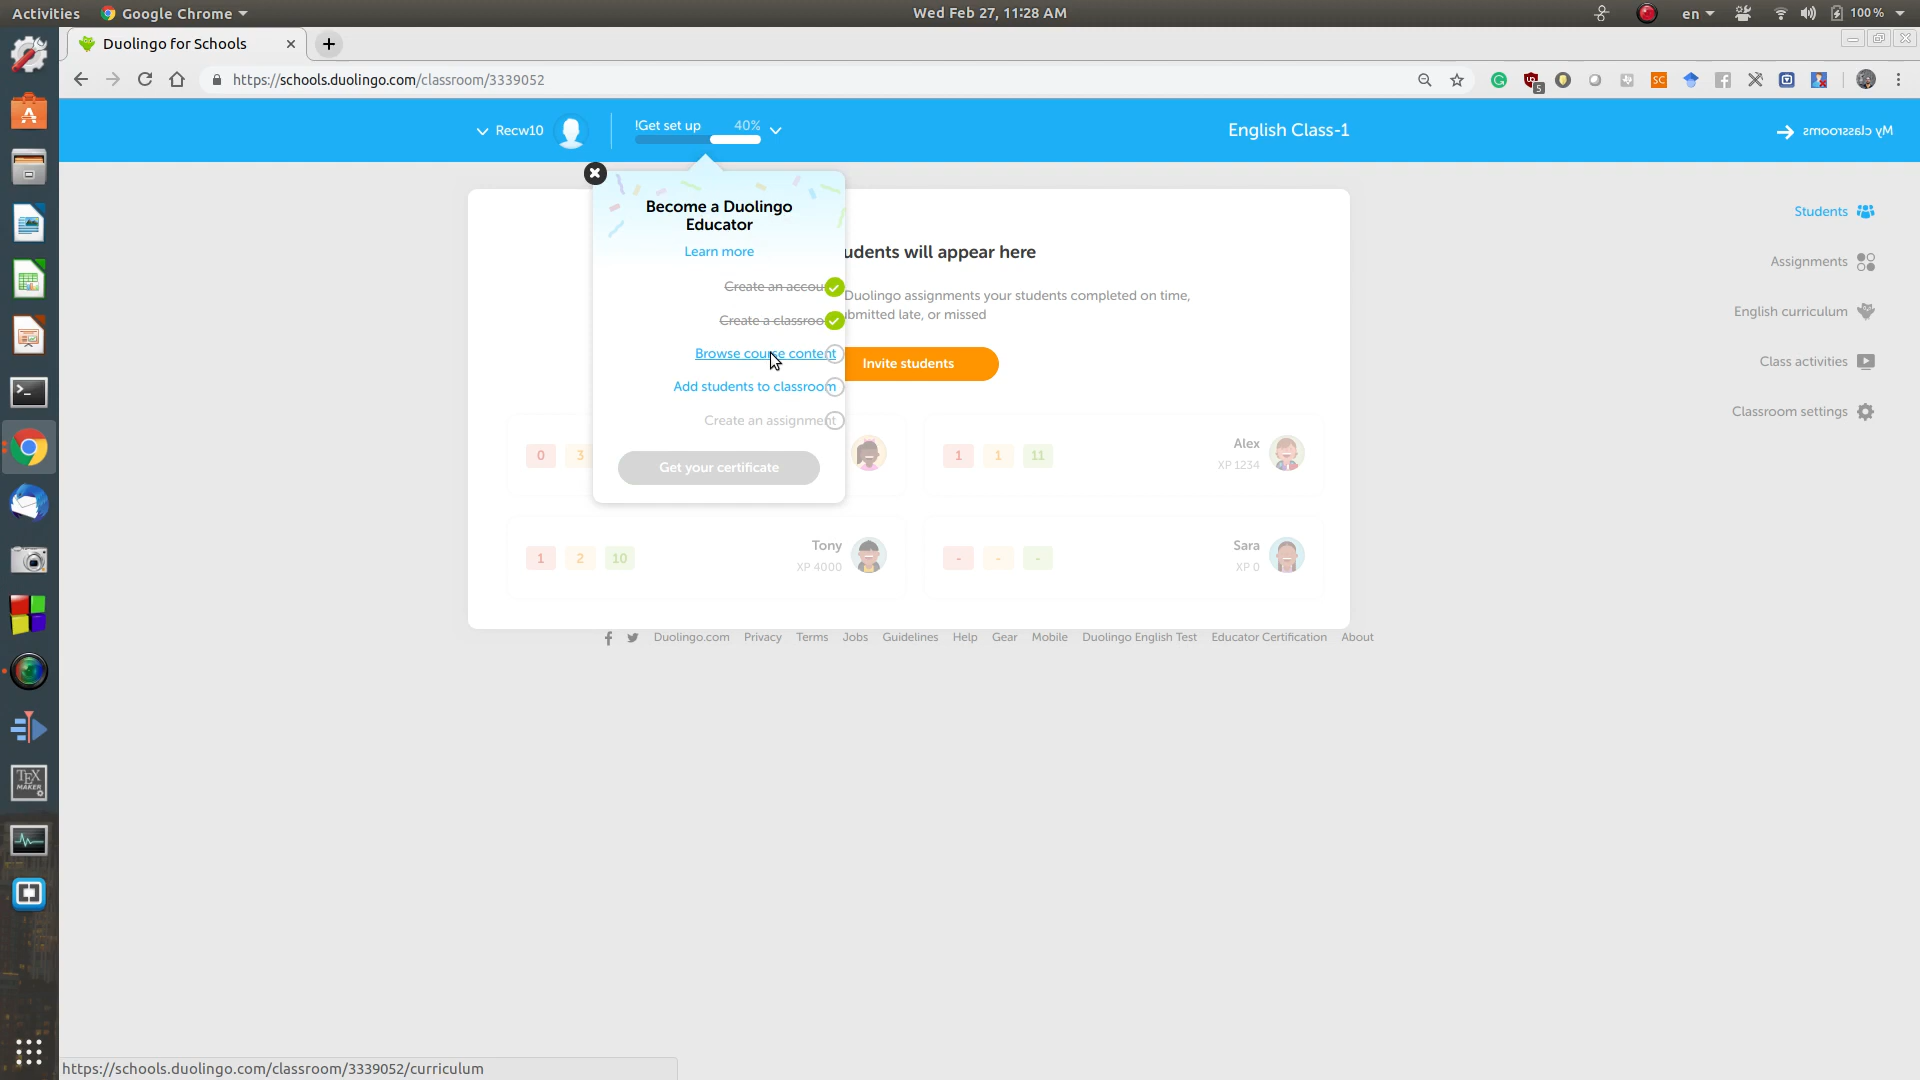 Activities Google Chrome Wed Feb 27, 11:28 AM en 100%
Duolingo for Schools
https://schools.duolingo.com/classroom/3339052 5 SC
Recw10 !Get set up 40% English Class-1 My classrooms
Become a Duolingo
Educator
Learn more
Create an accou
Create a classroo
Browse course content
Add students to classroom
Create an assignment
Get your certificate
udents will appear here
Duolingo assignments your students completed on time,
bmitted late, or missed
Invite students
0 3
1 1 11 Alex
XP 1234
1 2 10 Tony
XP 4000
- - - Sara
XP 0
Students
Assignments
English curriculum
Class activities
Classroom settings
Duolingo.com Privacy Terms Jobs Guidelines Help Gear Mobile Duolingo English Test Educator Certification About
TEX
MAKER
https://schools.duolingo.com/classroom/3339052/curriculum